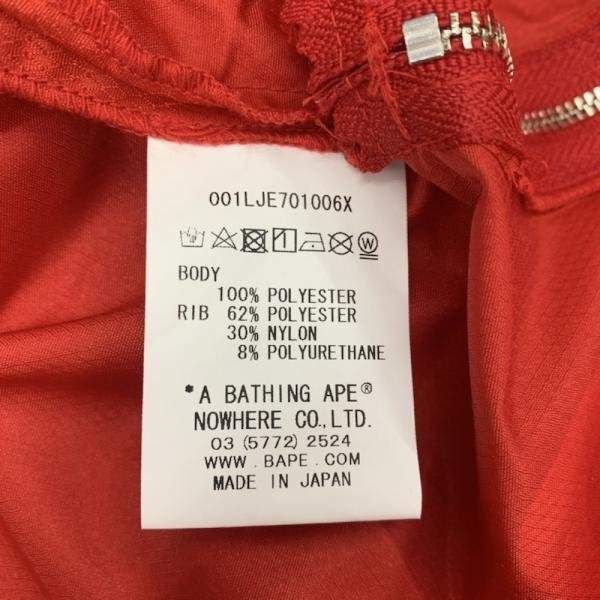 001LJE701006X
W
BODY
100% POLYESTER
RIB 62% POLYESTER
30% NYLON
8% POLYURETHANE
*A BATHING APE®
NOWHERE CO.,LTD.
03 (5772) 2524
WWW.BAPE.COM
MADE IN JAPAN